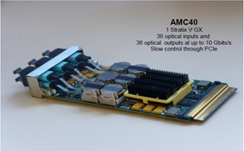 AMC40
1 Stratix V GX
36 optical inputs and
36 optical outputs at up to 10 Gbits/s
Slow control through PCIe